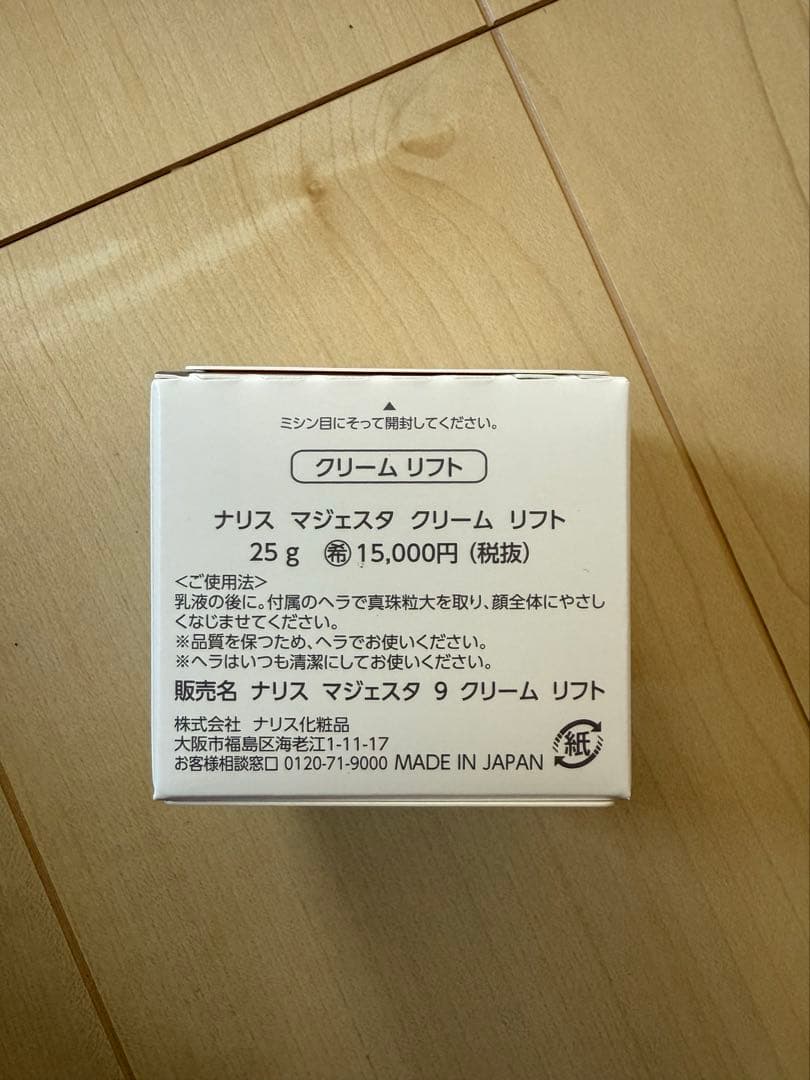 ▲
ミシン目にそって開封してください。
クリーム リフト
ナリス マジェスタ クリーム リフト
25g ㊒希 15,000円（税抜）
<ご使用法>
乳液の後に。付属のヘラで真珠粒大を取り、顔全体にやさし
くなじませてください。
※品質を保つため、ヘラでお使いください。
※ヘラはいつも清潔にしてお使いください。
販売名 ナリス マジェスタ 9 クリーム リフト
株式会社 ナリス化粧品
大阪市福島区海老江1-11-17
お客様相談窓口 0120-71-9000 MADE IN JAPAN
紙